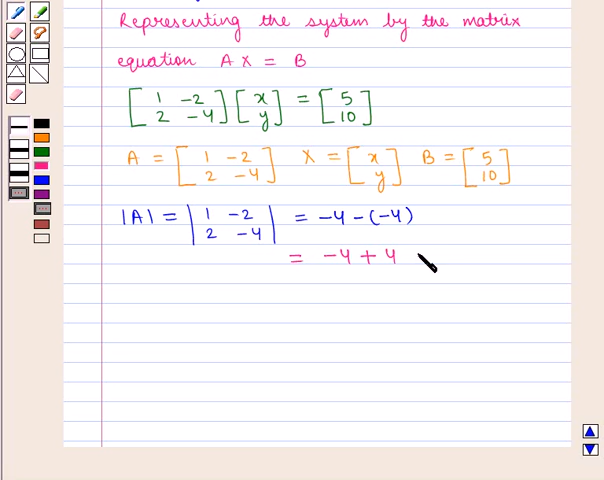 Representing the system by the matrix
equation A X = B
[1 -2
2 -4] [x
y] = [5
10]
A = [1 -2
2 -4] X = [x
y] B = [5
10]
|A| = |1 -2
2 -4| = -4 - (-4)
= -4 + 4